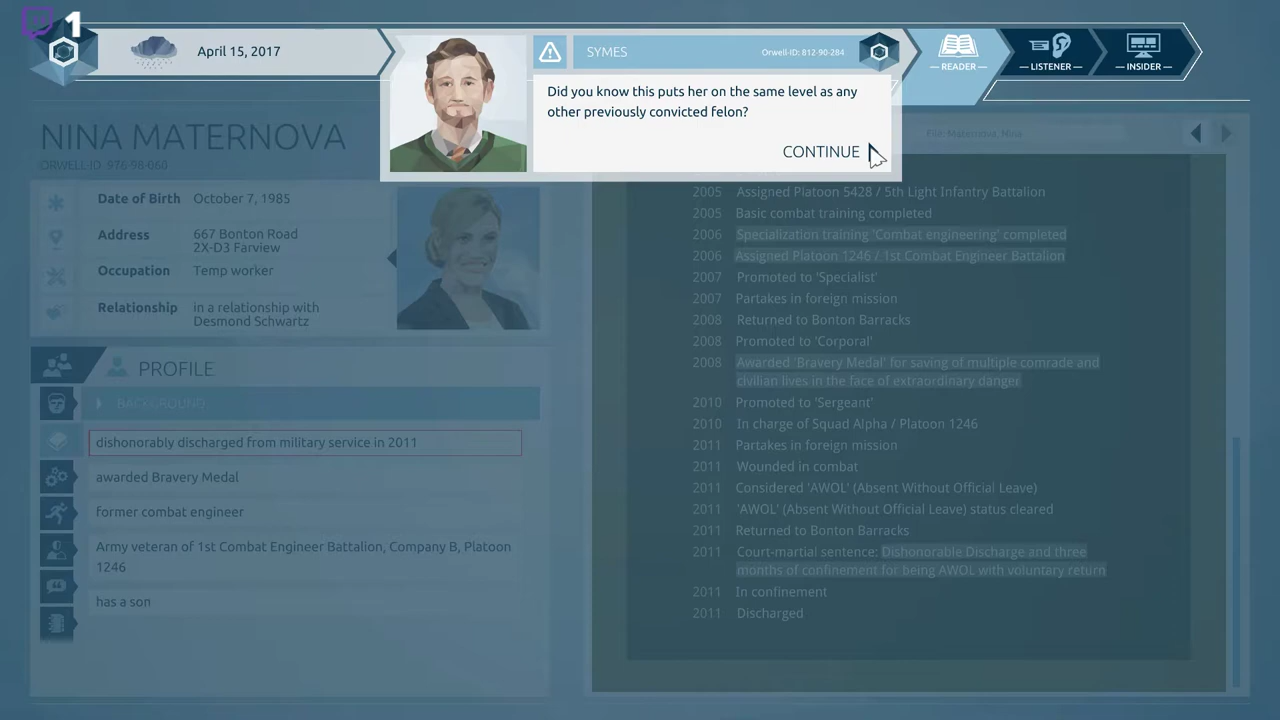 1
April 15, 2017
SYMES
Orwell-ID: 812-90-284
Did you know this puts her on the same level as any
other previously convicted felon?
CONTINUE
READER
LISTENER
INSIDER
NINA MATERNOVA
ORWELL-ID 976-98-060
Date of Birth October 7, 1985
Address 667 Bonton Road
2X-D3 Farview
Occupation Temp worker
Relationship in a relationship with
Desmond Schwartz
PROFILE
BACKGROUND
dishonorably discharged from military service in 2011
awarded Bravery Medal
former combat engineer
Army veteran of 1st Combat Engineer Battalion, Company B, Platoon
1246
has a son
File: Maternova, Nina
2005 Assigned Platoon 5428 / 5th Light Infantry Battalion
2005 Basic combat training completed
2006 Specialization training 'Combat engineering' completed
2006 Assigned Platoon 1246 / 1st Combat Engineer Battalion
2007 Promoted to 'Specialist'
2007 Partakes in foreign mission
2008 Returned to Bonton Barracks
2008 Promoted to 'Corporal'
2008 Awarded 'Bravery Medal' for saving of multiple comrade and
civilian lives in the face of extraordinary danger
2010 Promoted to 'Sergeant'
2010 In charge of Squad Alpha / Platoon 1246
2011 Partakes in foreign mission
2011 Wounded in combat
2011 Considered 'AWOL' (Absent Without Official Leave)
2011 'AWOL' (Absent Without Official Leave) status cleared
2011 Returned to Bonton Barracks
2011 Court-martial sentence: Dishonorable Discharge and three
months of confinement for being AWOL with voluntary return
2011 In confinement
2011 Discharged